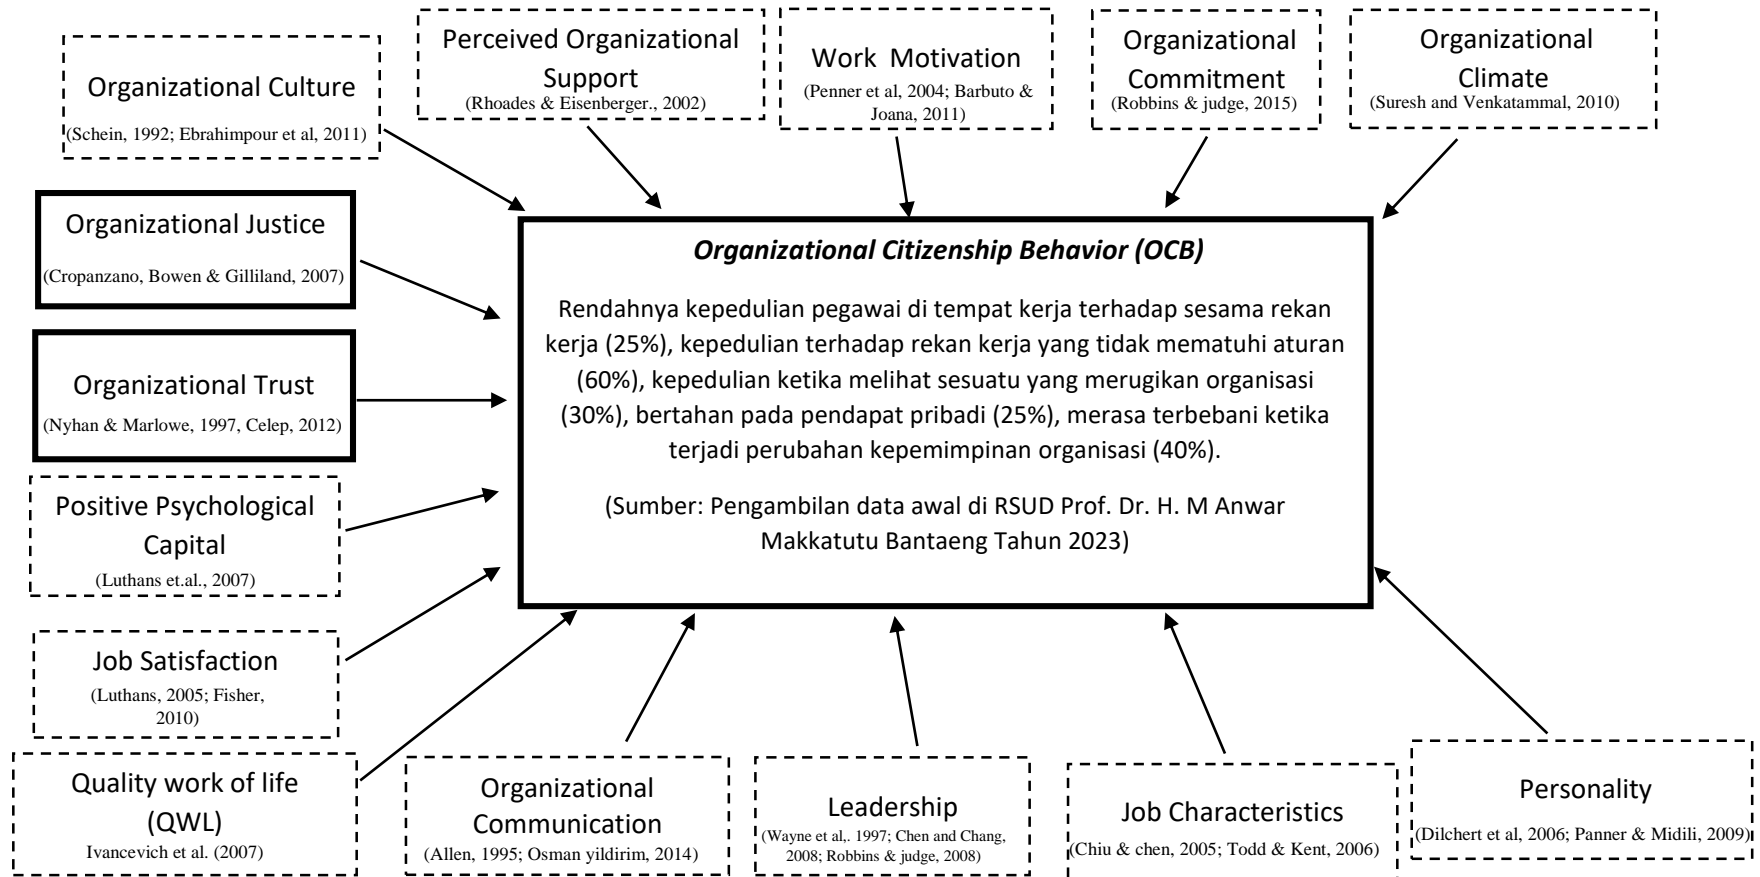 Organizational Culture
(Schein, 1992; Ebrahimpour et al, 2011)
Perceived Organizational
Support
(Rhoades & Eisenberger., 2002)
Work Motivation
(Penner et al, 2004; Barbuto &
Joana, 2011)
Organizational
Commitment
(Robbins & judge, 2015)
Organizational
Climate
(Suresh and Venkatammal, 2010)
Organizational Justice
(Cropanzano, Bowen & Gilliland, 2007)
Organizational Trust
(Nyhan & Marlowe, 1997, Celep, 2012)
Positive Psychological
Capital
(Luthans et.al., 2007)
Job Satisfaction
(Luthans, 2005; Fisher,
2010)
Organizational Citizenship Behavior (OCB)
Rendahnya kepedulian pegawai di tempat kerja terhadap sesama rekan
kerja (25%), kepedulian terhadap rekan kerja yang tidak mematuhi aturan
(60%), kepedulian ketika melihat sesuatu yang merugikan organisasi
(30%), bertahan pada pendapat pribadi (25%), merasa terbebani ketika
terjadi perubahan kepemimpinan organisasi (40%).
(Sumber: Pengambilan data awal di RSUD Prof. Dr. H. M Anwar
Makkatutu Bantaeng Tahun 2023)
Quality work of life
(QWL)
Ivancevich et al. (2007)
Organizational
Communication
(Allen, 1995; Osman yildirim, 2014)
Leadership
(Wayne et al,. 1997; Chen and Chang,
2008; Robbins & judge, 2008)
Job Characteristics
(Chiu & chen, 2005; Todd & Kent, 2006)
Personality
(Dilchert et al, 2006; Panner & Midili, 2009)